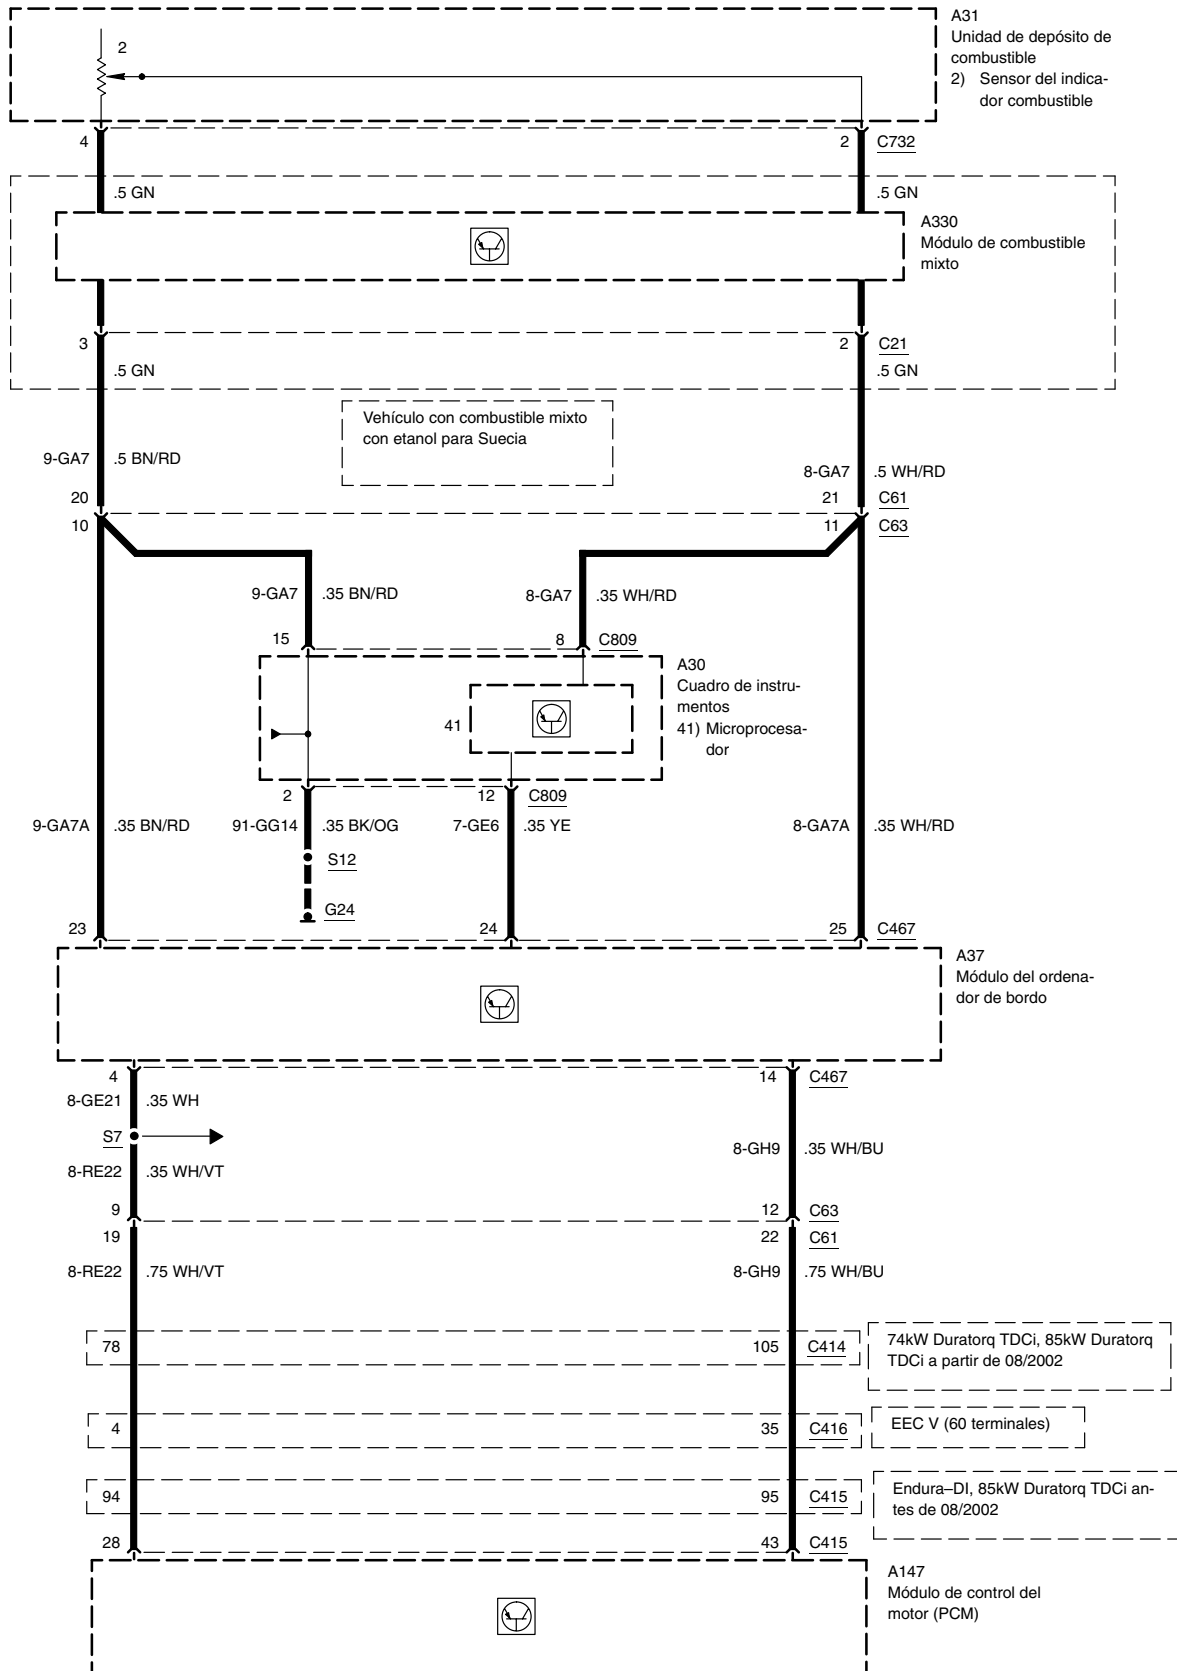 A31
Unidad de depósito de
combustible
2) Sensor del indica-
dor combustible
2
4
2
C732
.5 GN
.5 GN
A330
Módulo de combustible
mixto
3
2
C21
.5 GN
.5 GN
Vehículo con combustible mixto
con etanol para Suecia
9-GA7
.5 BN/RD
8-GA7
.5 WH/RD
20
21
C61
10
11
C63
9-GA7
.35 BN/RD
8-GA7
.35 WH/RD
15
8
C809
A30
Cuadro de instru-
mentos
41) Microprocesa-
dor
41
2
12
C809
9-GA7A
.35 BN/RD
91-GG14
.35 BK/OG
7-GE6
.35 YE
8-GA7A
.35 WH/RD
S12
G24
23
24
25
C467
A37
Módulo del ordena-
dor de bordo
4
14
C467
8-GE21
.35 WH
S7
8-GH9
.35 WH/BU
8-RE22
.35 WH/VT
9
12
C63
19
22
C61
8-RE22
.75 WH/VT
8-GH9
.75 WH/BU
78
105
C414
74kW Duratorq TDCi, 85kW Duratorq
TDCi a partir de 08/2002
4
35
C416
EEC V (60 terminales)
94
95
C415
Endura–DI, 85kW Duratorq TDCi an-
tes de 08/2002
28
43
C415
A147
Módulo de control del
motor (PCM)